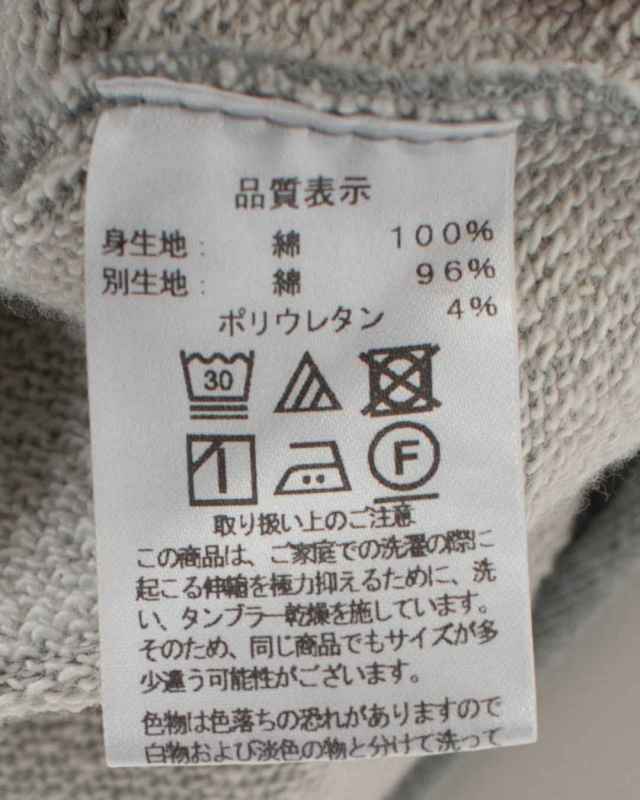 品質表示
身生地: 綿 100%
別生地: 綿 96%
ポリウレタン 4%
30
F
取り扱い上のご注意
この商品は、ご家庭での洗濯の際に
起こる伸縮を極力抑えるために、洗
い、タンブラー乾燥を施しています。
そのため、同じ商品でもサイズが多
少違う可能性がございます。
色物は色落ちの恐れがありますので
白物および淡色の物と分けて洗って